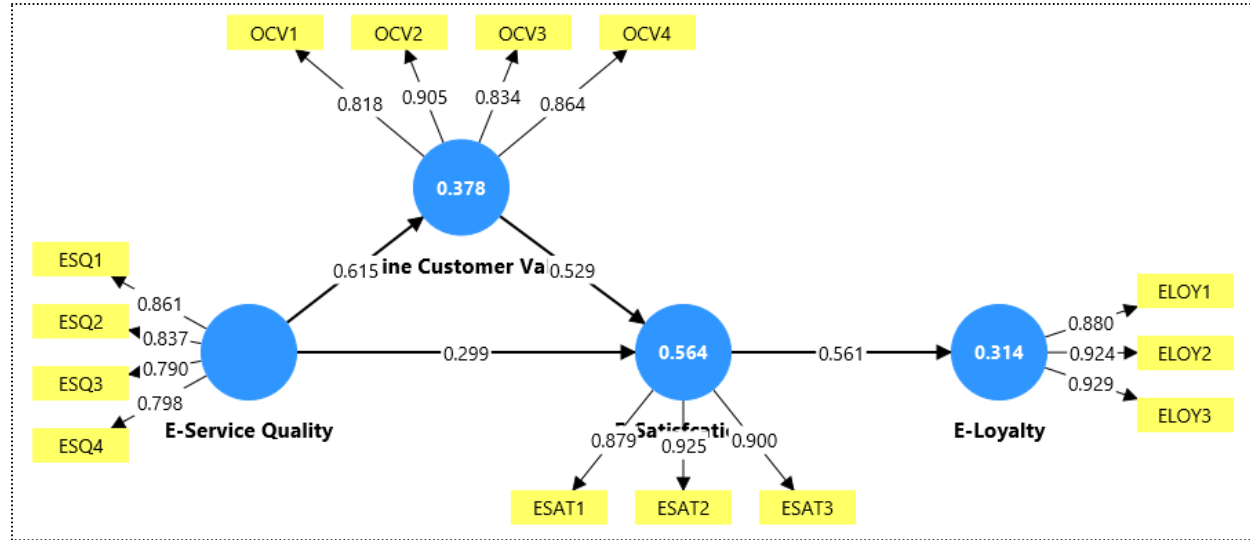 OCV1 OCV2 OCV3 OCV4
0.818 0.905 0.834 0.864
0.378
ine Customer Va
0.615 0.529
ESQ1
ESQ2
ESQ3
ESQ4
0.861
0.837
0.790
0.798
E-Service Quality
0.299
0.564
0.561
0.314
E-Loyalty
0.880
0.924
0.929
ELOY1
ELOY2
ELOY3
0.879 0.925 0.900
ESAT1 ESAT2 ESAT3